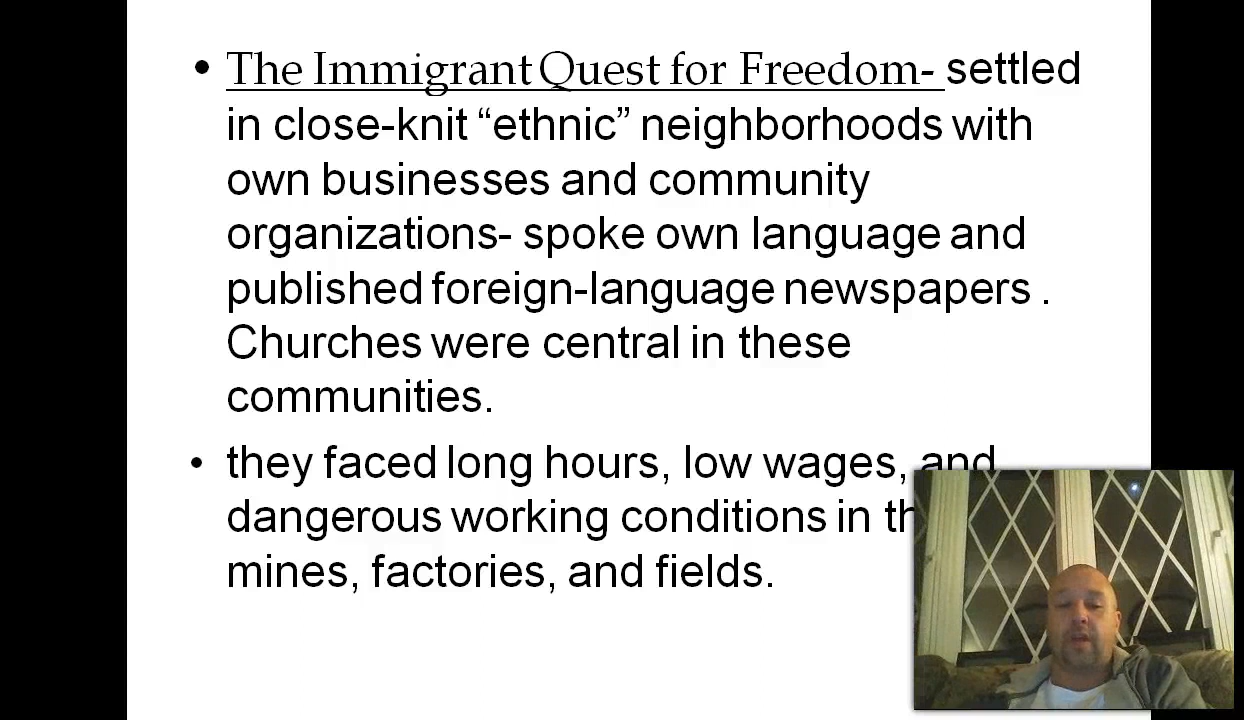 • The Immigrant Quest for Freedom- settled
in close-knit “ethnic” neighborhoods with
own businesses and community
organizations- spoke own language and
published foreign-language newspapers .
Churches were central in these
communities.
• they faced long hours, low wages, and
dangerous working conditions in
mines, factories, and fields.